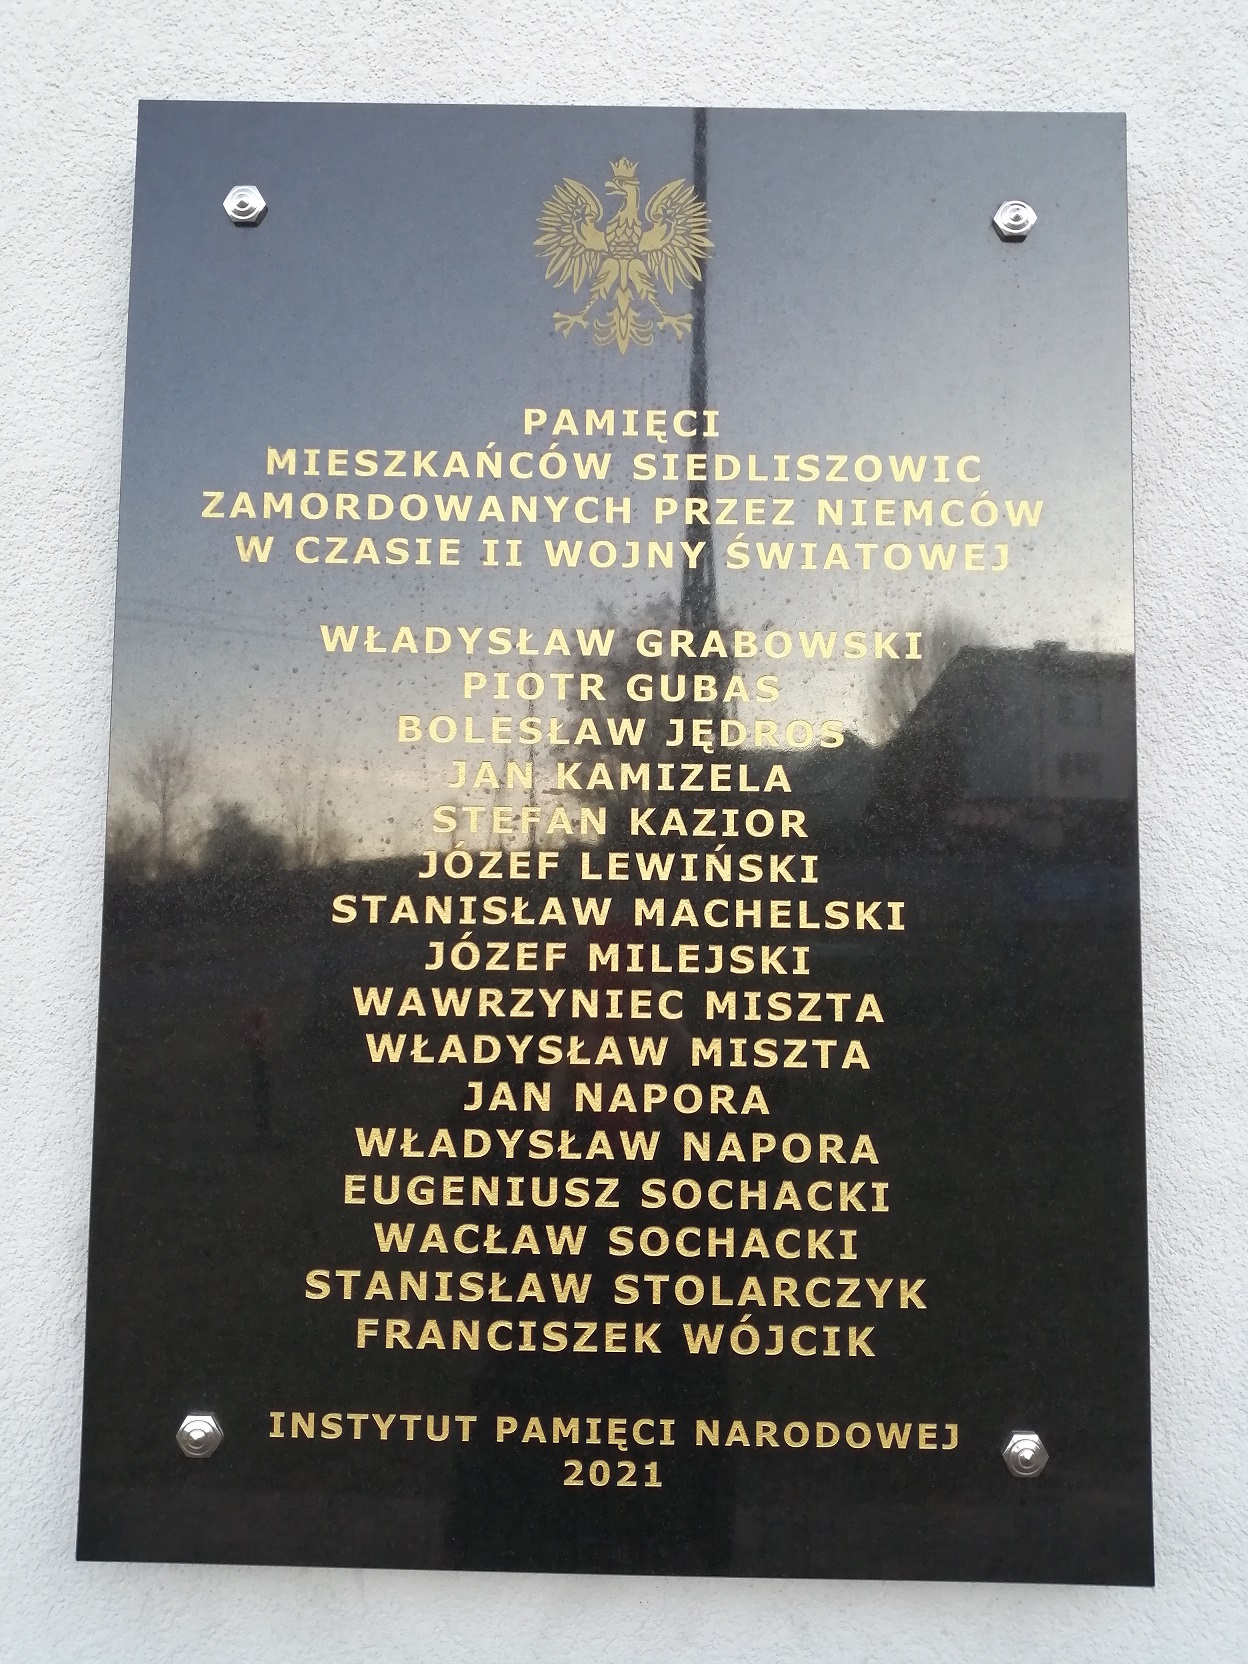 PAMIĘCI
MIESZKAŃCÓW SIEDLISZOWIC
ZAMORDOWANYCH PRZEZ NIEMCÓW
W CZASIE II WOJNY ŚWIATOWEJ
WŁADYSŁAW GRABOWSKI
PIOTR GUBAS
BOLESŁAW JĘDROS
JAN KAMIZELA
STEFAN KAZIOR
JÓZEF LEWIŃSKI
STANISŁAW MACHELSKI
JÓZEF MILEJSKI
WAWRZYNIEC MISZTA
WŁADYSŁAW MISZTA
JAN NAPORA
WŁADYSŁAW NAPORA
EUGENIUSZ SOCHACKI
WACŁAW SOCHACKI
STANISŁAW STOLARCZYK
FRANCISZEK WÓJCIK
INSTYTUT PAMIĘCI NARODOWEJ
2021